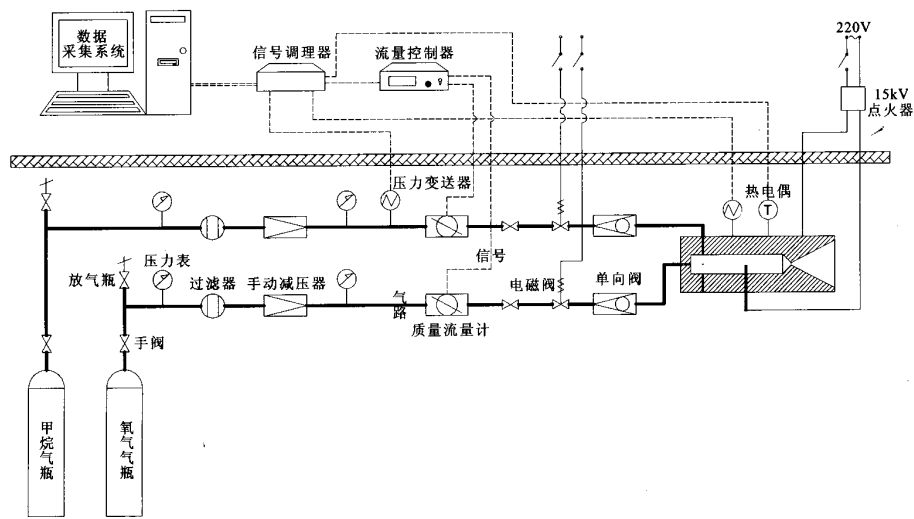 数据
采集系统
信号调理器
流量控制器
220V
15kV
点火器
压力变送器
热电偶
T
信号
放气瓶
压力表
过滤器
手动减压器
气路
质量流量计
电磁阀
单向阀
手阀
甲烷气瓶
氧气气瓶